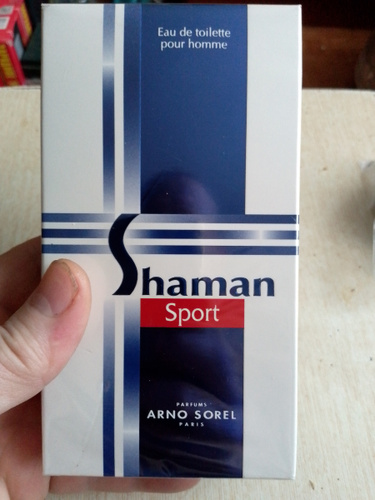 Eau de toilette
pour homme
Shaman
Sport
PARFUMS
ARNO SOREL
PARIS